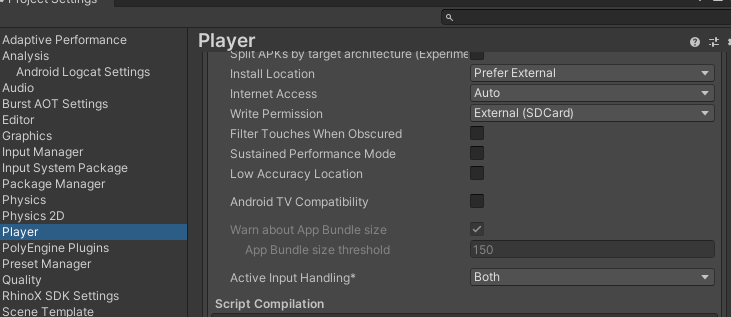 Project Settings
Adaptive Performance
Analysis
Android Logcat Settings
Audio
Burst AOT Settings
Editor
Graphics
Input Manager
Input System Package
Package Manager
Physics
Physics 2D
Player
PolyEngine Plugins
Preset Manager
Quality
RhinoX SDK Settings
Scene Template
Player
Split APKs by target architecture (Experime
Install Location Prefer External
Internet Access Auto
Write Permission External (SDCard)
Filter Touches When Obscured
Sustained Performance Mode
Low Accuracy Location
Android TV Compatibility
Warn about App Bundle size
App Bundle size threshold 150
Active Input Handling* Both
Script Compilation